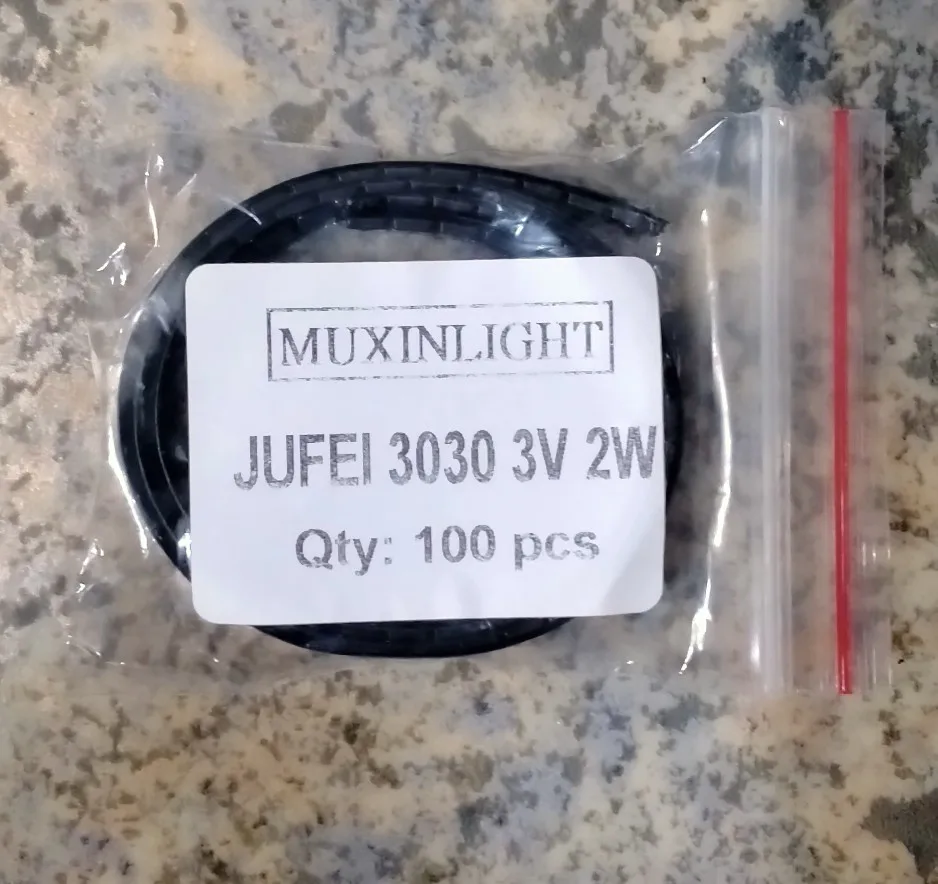 MUXINLIGHT
JUFEI 3030 3V 2W
Qty: 100 pcs